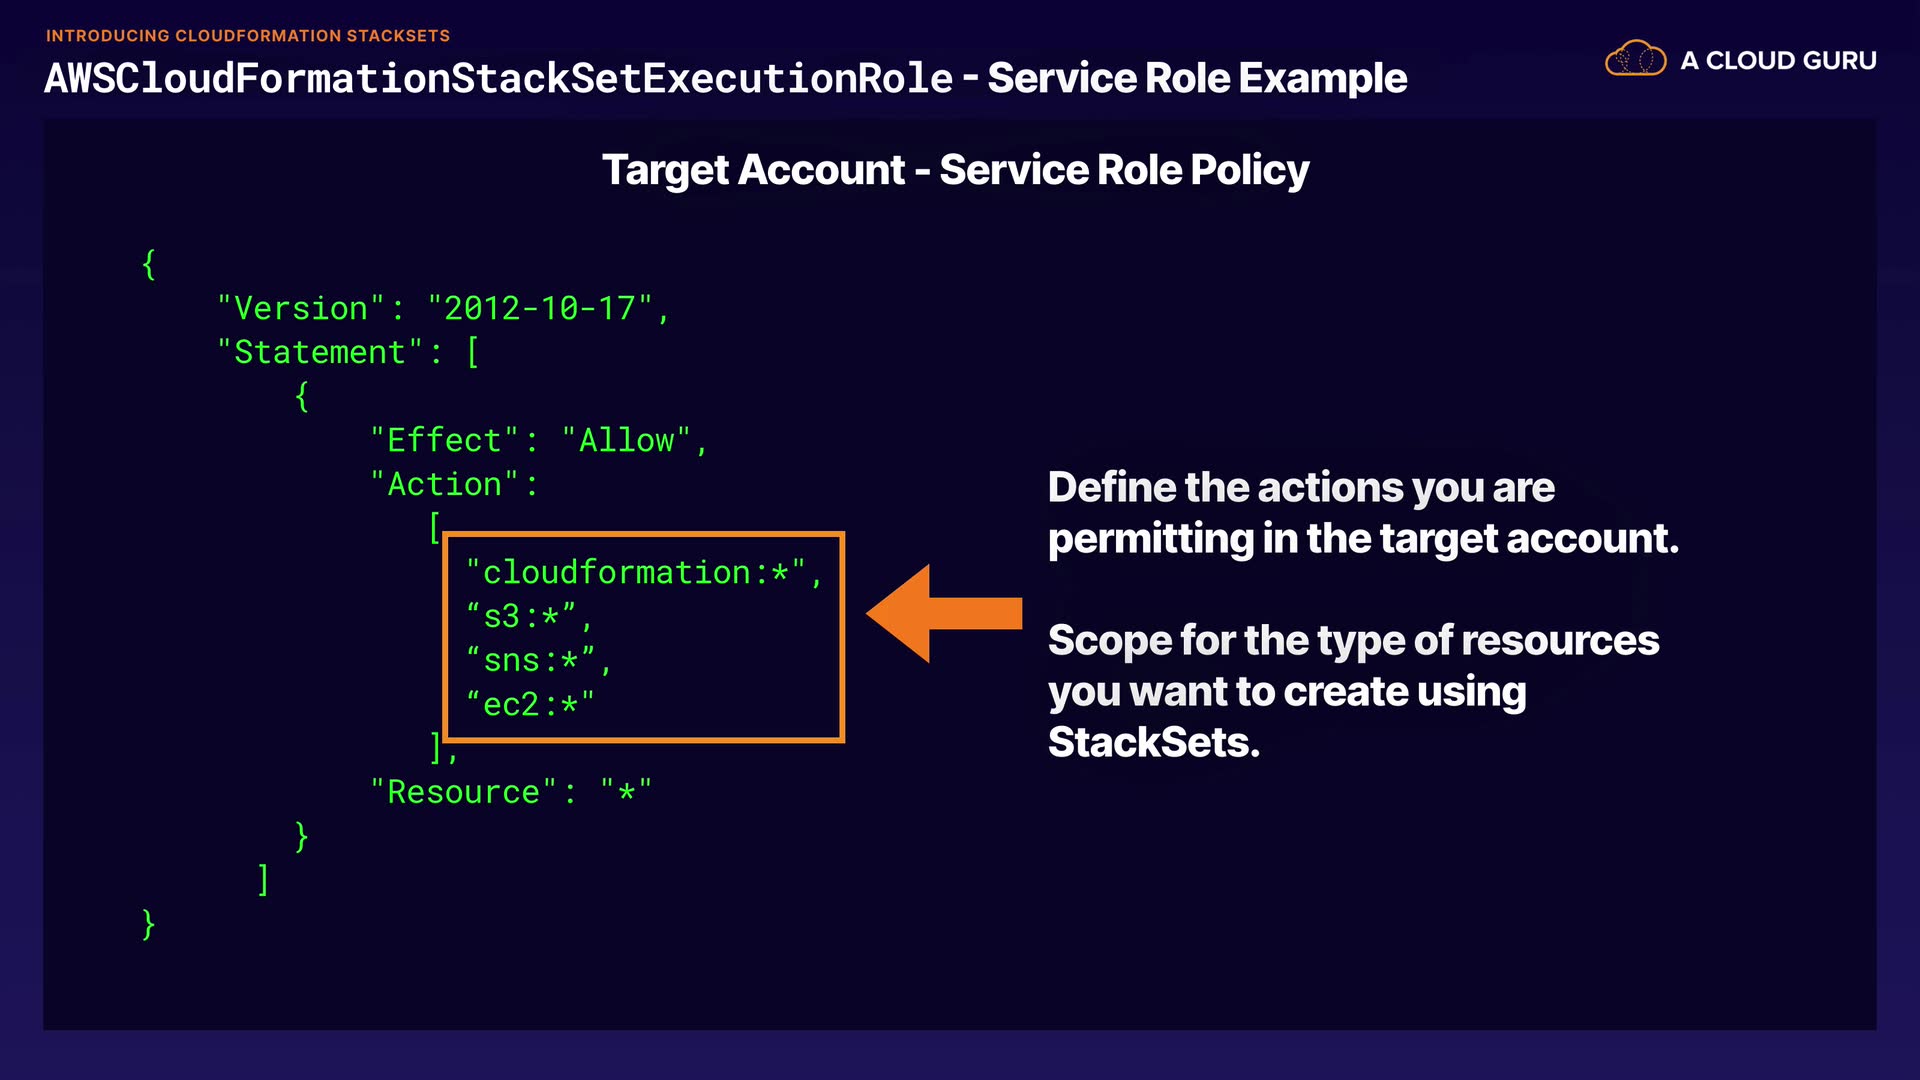 INTRODUCING CLOUDFORMATION STACKSETS
AWSCloudFormationStackSetExecutionRole - Service Role Example
A CLOUD GURU
Target Account - Service Role Policy
{
"Version": "2012-10-17",
"Statement": [
{
"Effect": "Allow",
"Action":
[
"cloudformation:*",
“s3:*”,
“sns:*”,
“ec2:*"
],
"Resource": "*"
}
]
}
Define the actions you are
permitting in the target account.
Scope for the type of resources
you want to create using
StackSets.